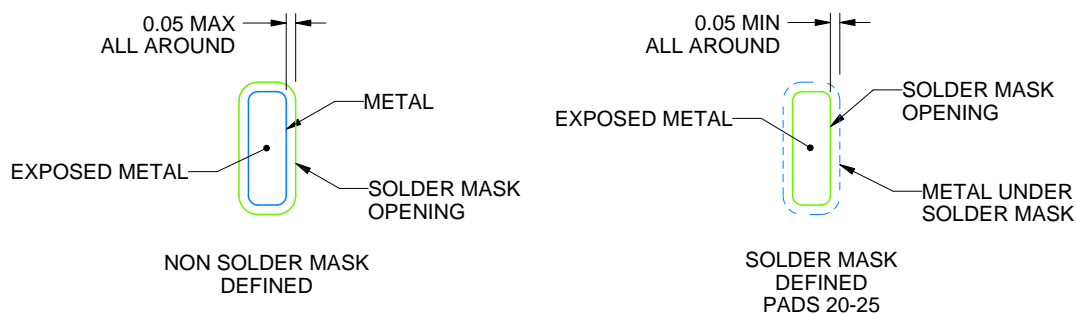 0.05 MAX
ALL AROUND
METAL
EXPOSED METAL
SOLDER MASK
OPENING
NON SOLDER MASK
DEFINED
0.05 MIN
ALL AROUND
SOLDER MASK
OPENING
EXPOSED METAL
METAL UNDER
SOLDER MASK
SOLDER MASK
DEFINED
PADS 20-25